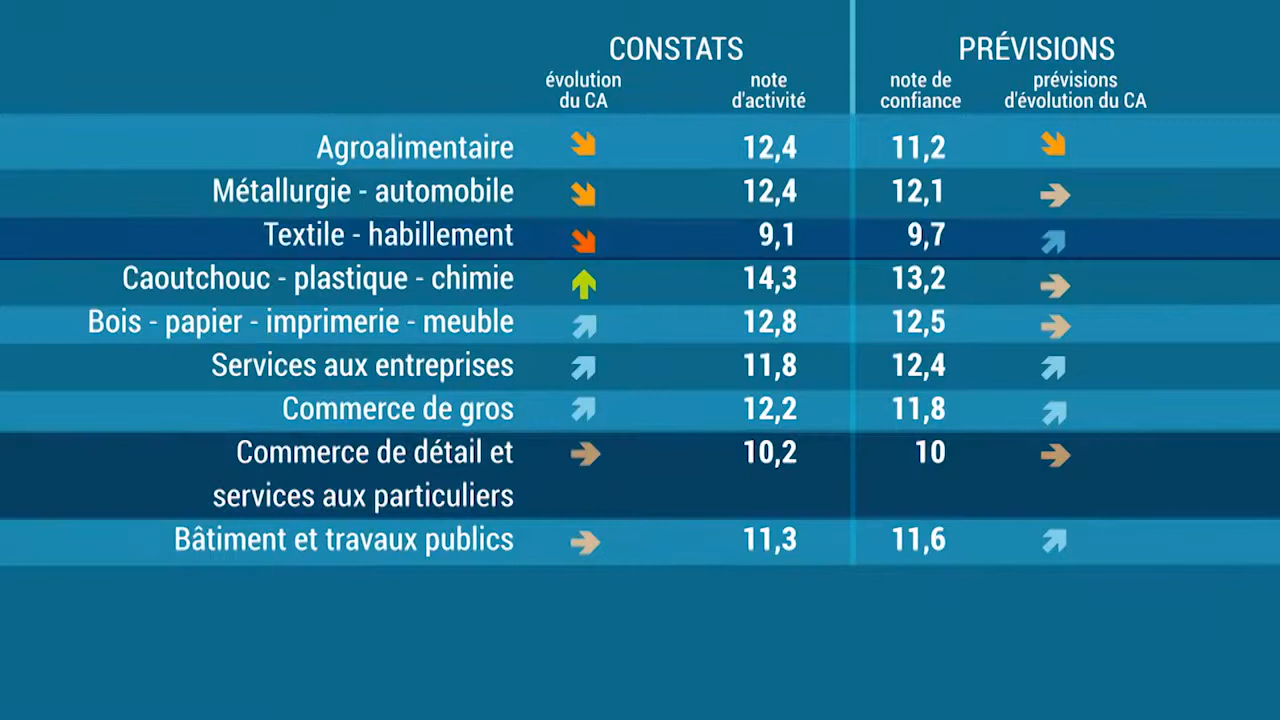 CONSTATS PRÉVISIONS
évolution du CA note d'activité note de confiance prévisions d'évolution du CA
Agroalimentaire 12,4 11,2
Métallurgie - automobile 12,4 12,1
Textile - habillement 9,1 9,7
Caoutchouc - plastique - chimie 14,3 13,2
Bois - papier - imprimerie - meuble 12,8 12,5
Services aux entreprises 11,8 12,4
Commerce de gros 12,2 11,8
Commerce de détail et 10,2 10
services aux particuliers
Bâtiment et travaux publics 11,3 11,6